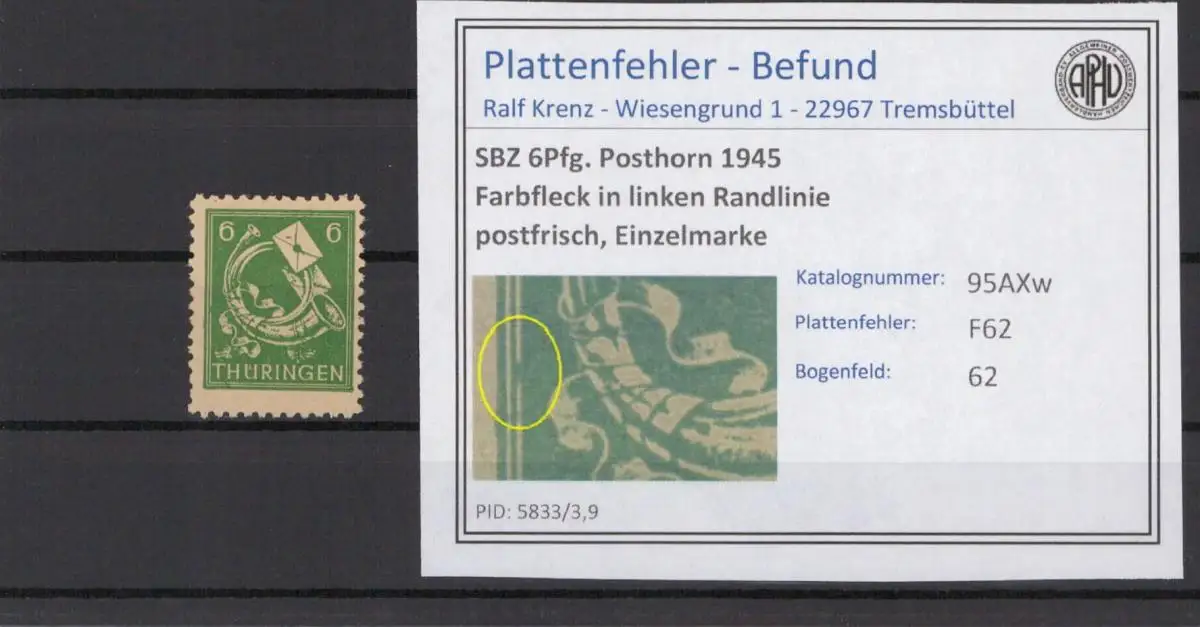 6 6
THÜRINGEN
Plattenfehler - Befund
Ralf Krenz - Wiesengrund 1 - 22967 Tremsbüttel
APHV
SBZ 6Pfg. Posthorn 1945
Farbfleck in linken Randlinie
postfrisch, Einzelmarke
Katalognummer: 95AXw
Plattenfehler: F62
Bogenfeld: 62
PID: 5833/3,9